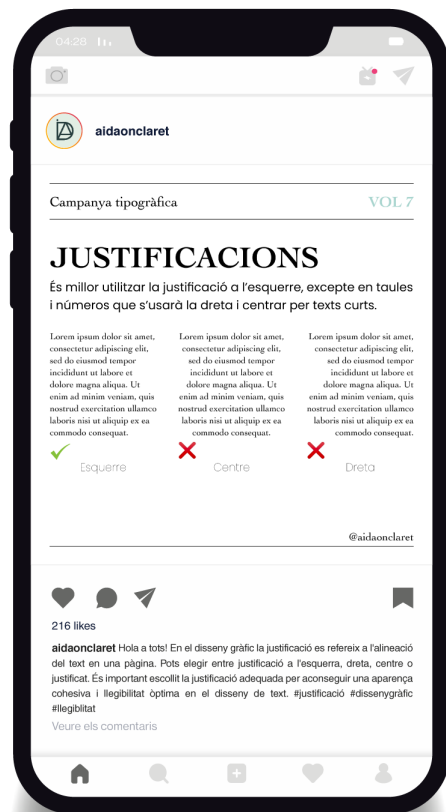 04:28
aidaonclaret
Campanya tipogràfica
VOL 7
JUSTIFICACIONS
És millor utilitzar la justificació a l'esquerre, excepte en taules
i números que s'usarà la dreta i centrar per texts curts.
Lorem ipsum dolor sit amet,
consectetur adipiscing elit,
sed do eiusmod tempor
incididunt ut labore et
dolore magna aliqua. Ut
enim ad minim veniam, quis
nostrud exercitation ullamco
laboris nisi ut aliquip ex ea
commodo consequat.
Esquerre
Lorem ipsum dolor sit amet,
consectetur adipiscing elit,
sed do eiusmod tempor
incididunt ut labore et
dolore magna aliqua. Ut
enim ad minim veniam, quis
nostrud exercitation ullamco
laboris nisi ut aliquip ex ea
commodo consequat.
Centre
Lorem ipsum dolor sit amet,
consectetur adipiscing elit,
sed do eiusmod tempor
incididunt ut labore et
dolore magna aliqua. Ut
enim ad minim veniam, quis
nostrud exercitation ullamco
laboris nisi ut aliquip ex ea
commodo consequat.
Dreta
@aidaonclaret
216 likes
aidaonclaret Hola a tots! En el disseny gràfic la justificació es refereix a l'alineació
del text en una pàgina. Pots elegir entre justificació a l'esquerra, dreta, centre o
justificat. És important escollit la justificació adequada per aconseguir una aparença
cohesiva i llegibilitat òptima en el disseny de text. #justificació #dissenygràfic
#llegiblitat
Veure els comentaris